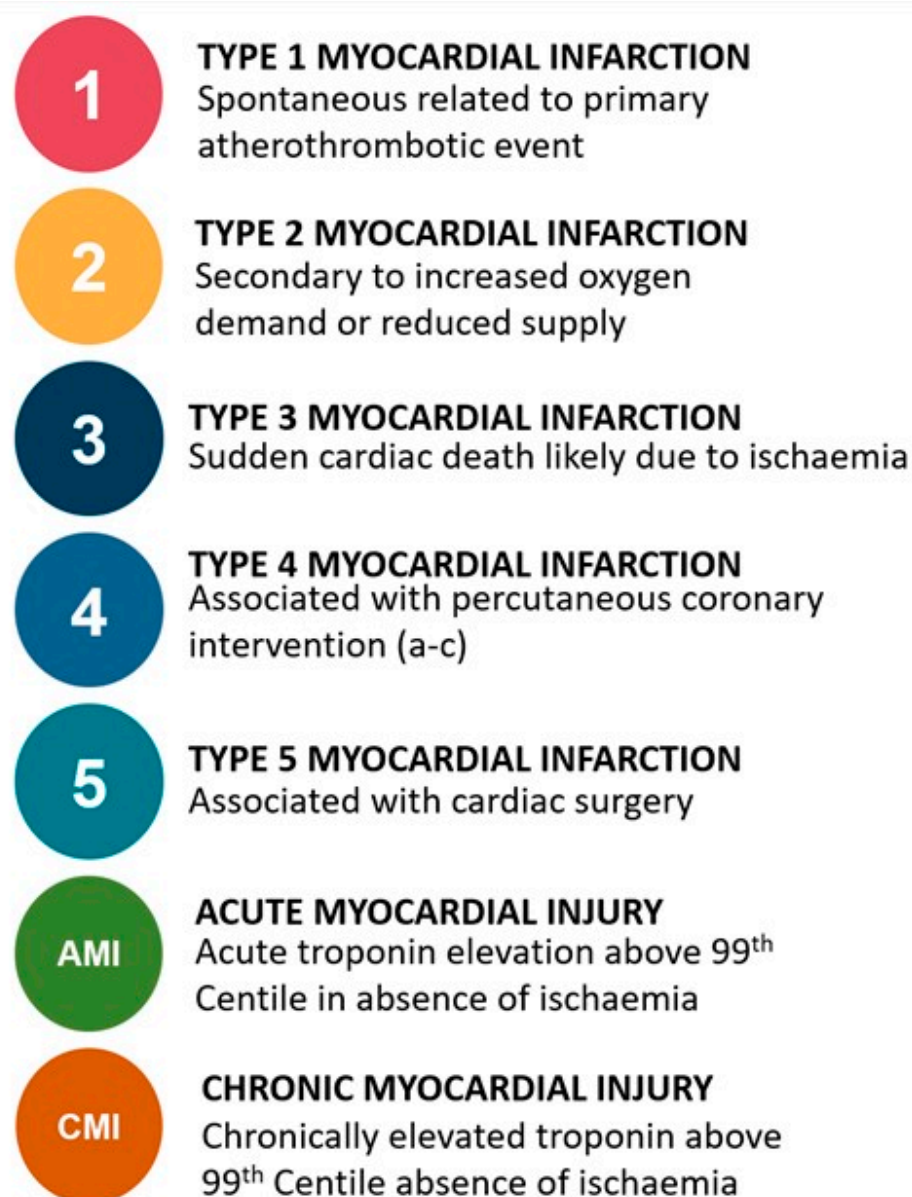 1
TYPE 1 MYOCARDIAL INFARCTION
Spontaneous related to primary
atherothrombotic event
2
TYPE 2 MYOCARDIAL INFARCTION
Secondary to increased oxygen
demand or reduced supply
3
TYPE 3 MYOCARDIAL INFARCTION
Sudden cardiac death likely due to ischaemia
4
TYPE 4 MYOCARDIAL INFARCTION
Associated with percutaneous coronary
intervention (a-c)
5
TYPE 5 MYOCARDIAL INFARCTION
Associated with cardiac surgery
AMI
ACUTE MYOCARDIAL INJURY
Acute troponin elevation above 99th
Centile in absence of ischaemia
CMI
CHRONIC MYOCARDIAL INJURY
Chronically elevated troponin above
99th Centile absence of ischaemia